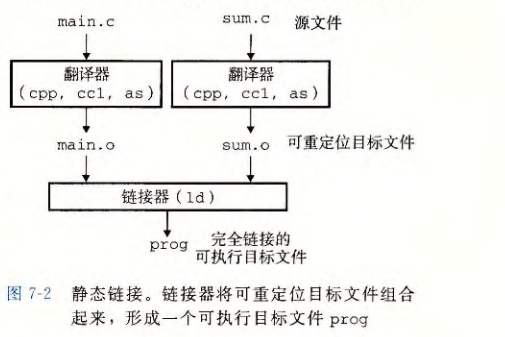 main.c sum.c 源文件
翻译器 翻译器
(cpp, cc1, as) (cpp, cc1, as)
main.o sum.o 可重定位目标文件
链接器(ld)
prog 完全链接的
可执行目标文件
图 7-2 静态链接。链接器将可重定位目标文件组合
起来，形成一个可执行目标文件 prog